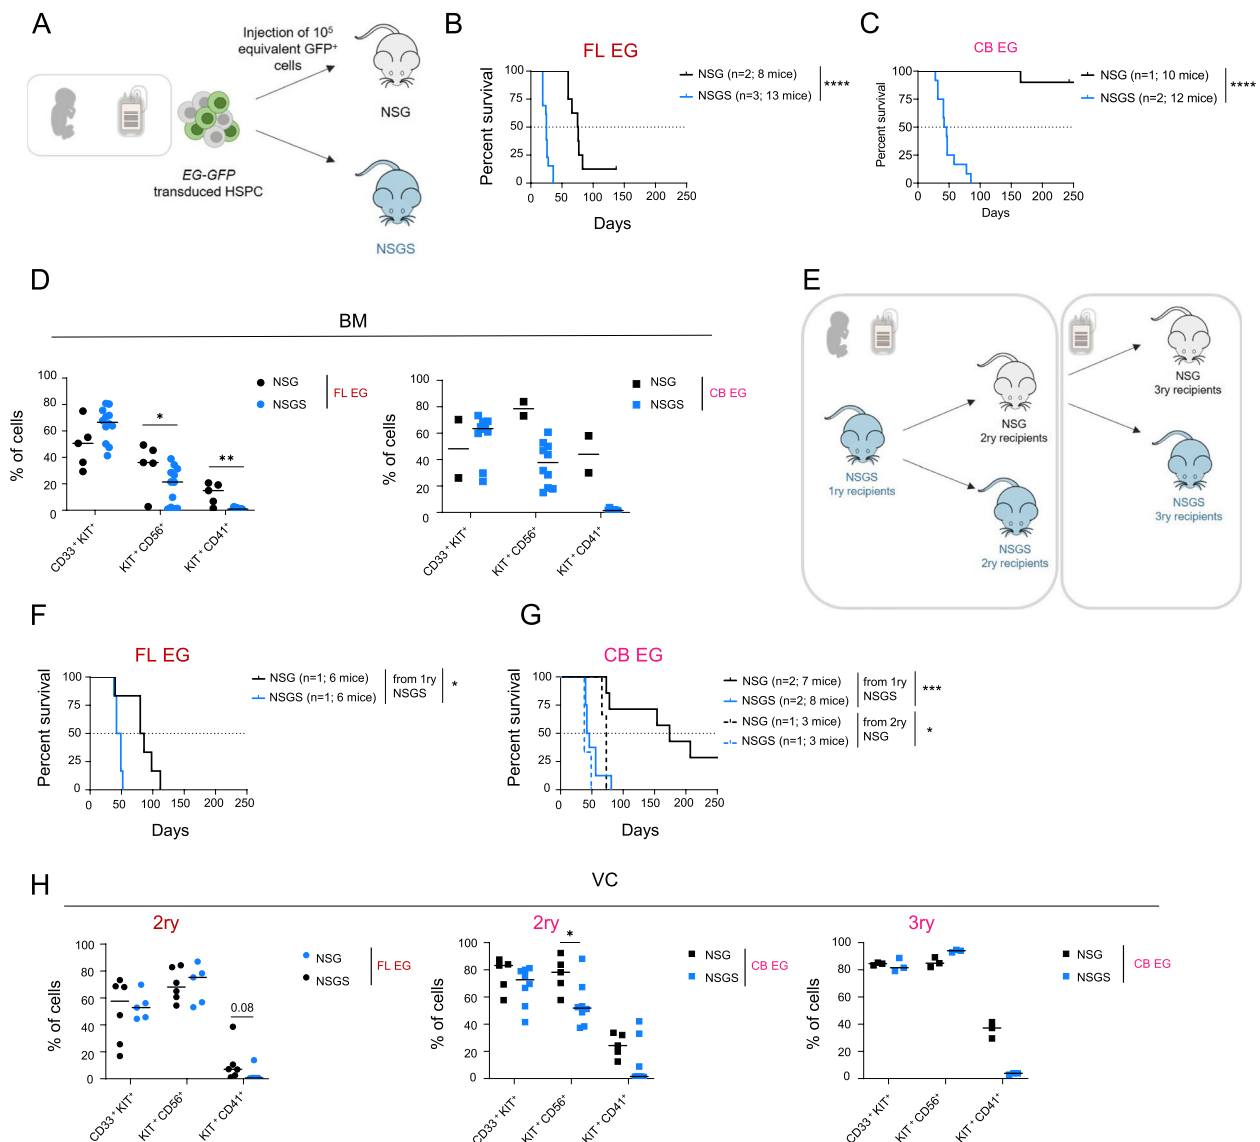 A
Injection of 10⁵
equivalent GFP⁺
cells
NSG
EG-GFP
transduced HSPC
NSGS
B
FL EG
Percent survival
100
75
50
25
0
0 50 100 150 200 250
Days
NSG (n=2; 8 mice)
NSGS (n=3; 13 mice)
****
C
CB EG
Percent survival
100
75
50
25
0
0 50 100 150 200 250
Days
NSG (n=1; 10 mice)
NSGS (n=2; 12 mice)
****
D
BM
% of cells
100
80
60
40
20
0
*
**
CD33⁺KIT⁺
KIT⁺CD56⁺
KIT⁺CD41⁺
NSG
NSGS
FL EG
% of cells
100
80
60
40
20
0
CD33⁺KIT⁺
KIT⁺CD56⁺
KIT⁺CD41⁺
NSG
NSGS
CB EG
E
NSGS
1ry recipients
NSG
2ry recipients
NSGS
2ry recipients
NSG
3ry recipients
NSGS
3ry recipients
F
FL EG
Percent survival
100
75
50
25
0
0 50 100 150 200 250
Days
NSG (n=1; 6 mice)
NSGS (n=1; 6 mice)
from 1ry
NSGS
*
G
CB EG
Percent survival
100
75
50
25
0
0 50 100 150 200 250
Days
NSG (n=2; 7 mice)
NSGS (n=2; 8 mice)
from 1ry
NSGS
***
NSG (n=1; 3 mice)
NSGS (n=1; 3 mice)
from 2ry
NSG
*
H
VC
2ry
% of cells
100
80
60
40
20
0
0.08
CD33⁺KIT⁺
KIT⁺CD56⁺
KIT⁺CD41⁺
NSG
NSGS
FL EG
2ry
% of cells
100
80
60
40
20
0
*
CD33⁺KIT⁺
KIT⁺CD56⁺
KIT⁺CD41⁺
NSG
NSGS
CB EG
3ry
% of cells
100
80
60
40
20
0
CD33⁺KIT⁺
KIT⁺CD56⁺
KIT⁺CD41⁺
NSG
NSGS
CB EG